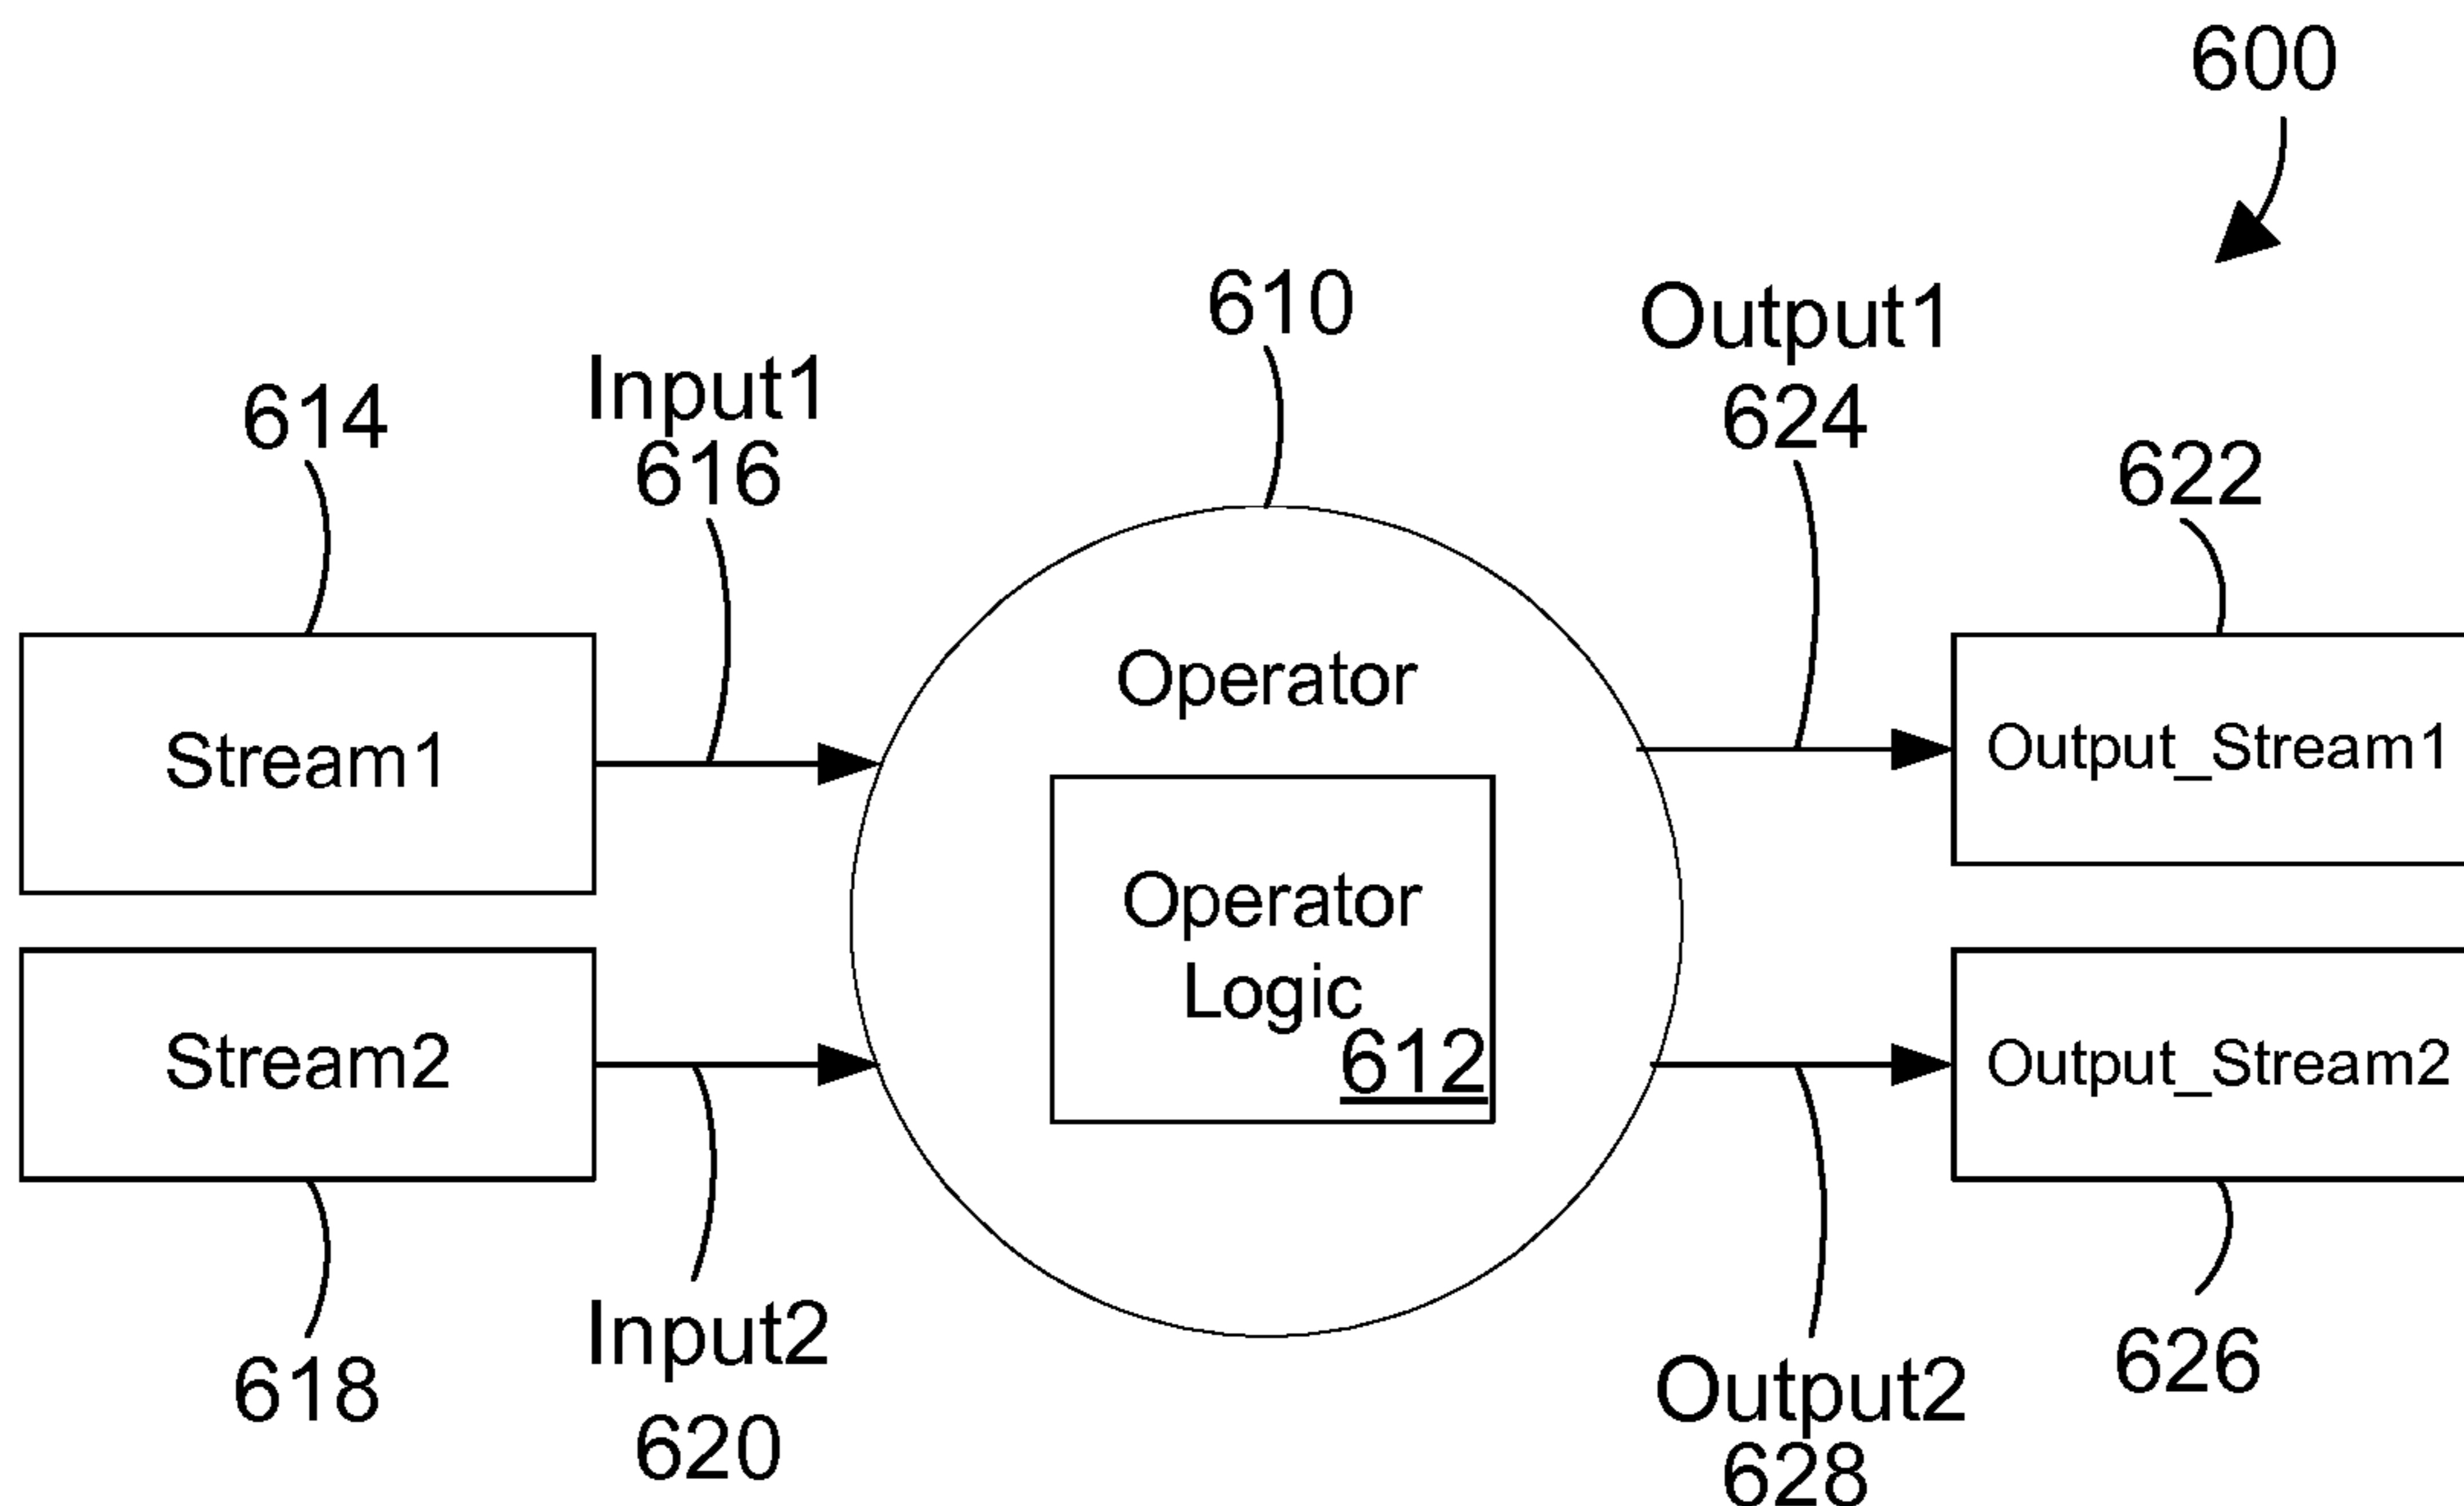 600
610
Output1
624
Input1
616
614
622
Operator
Stream1
Output_Stream1
Operator
Logic
612
Stream2
Output_Stream2
Input2
620
618
626
Output2
628